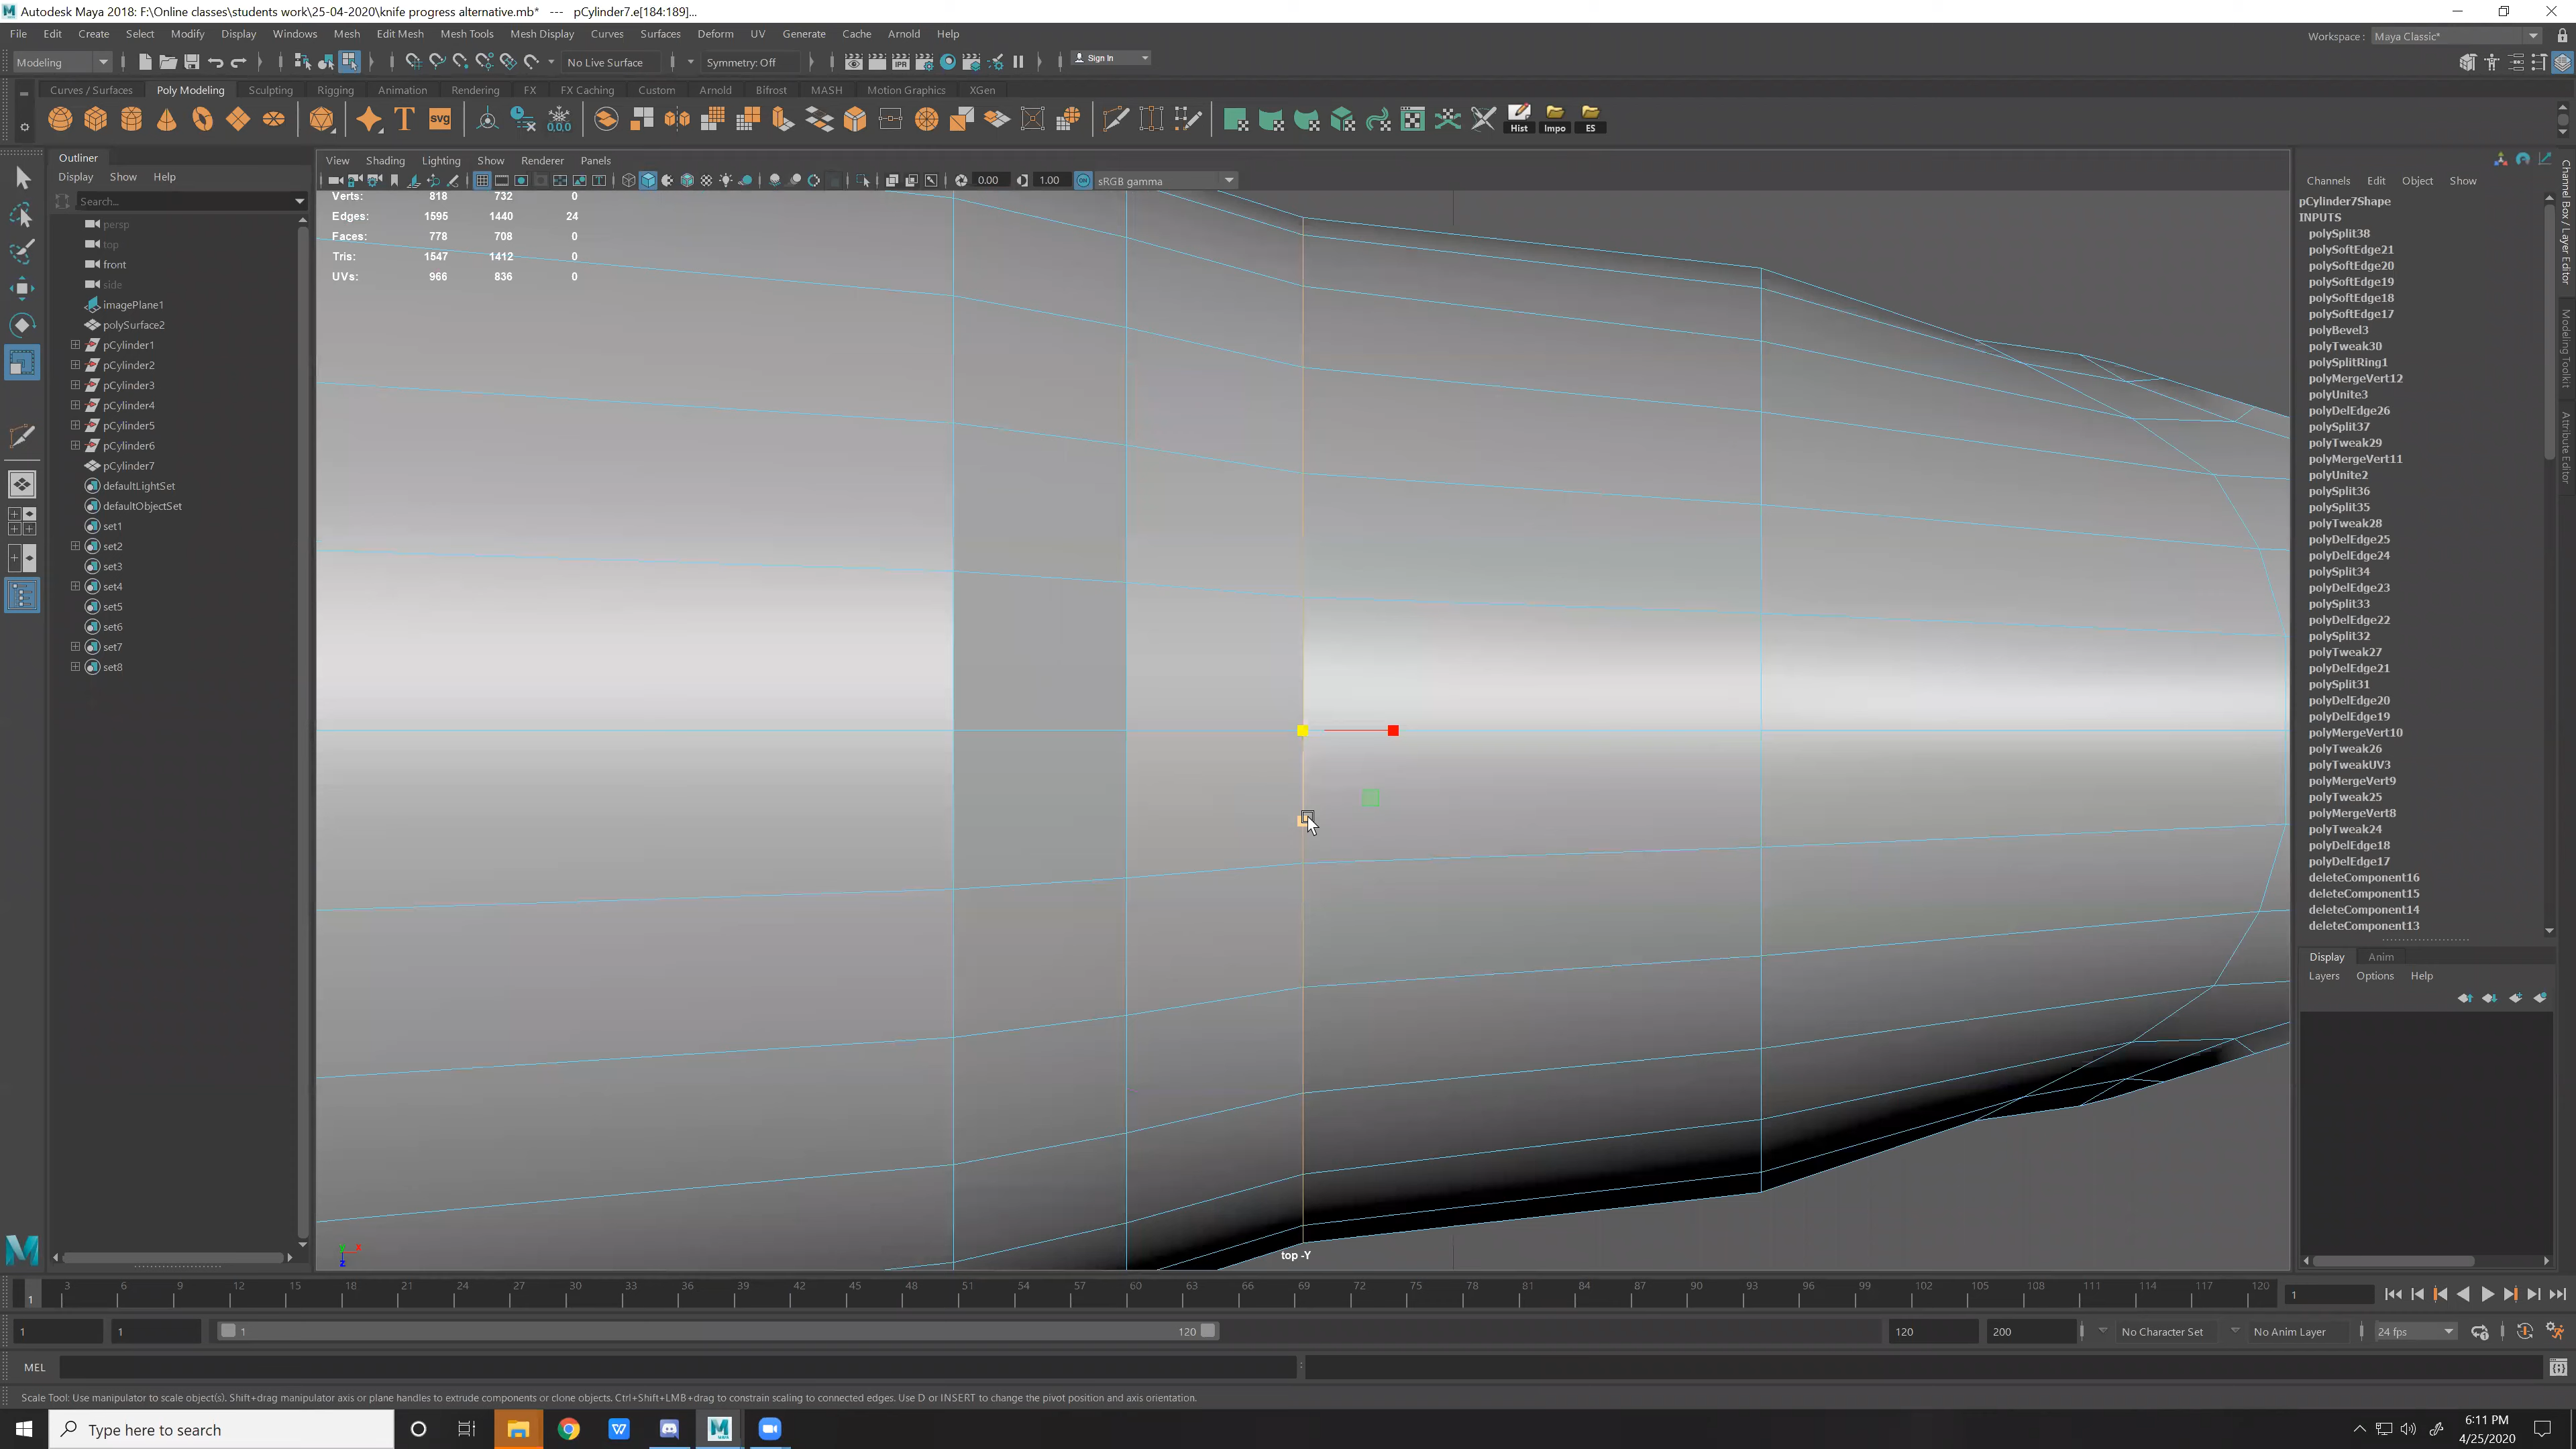 Autodesk Maya 2018: F:\Online classes\students work\25-04-2020\knife progress alternative.mb* --- pCylinder7.e[184:189]...
File Edit Create Select Modify Display Windows Mesh Edit Mesh Mesh Tools Mesh Display Curves Surfaces Deform UV Generate Cache Arnold Help
Workspace : Maya Classic*
Modeling No Live Surface Symmetry: Off Sign In
Curves / Surfaces Poly Modeling Sculpting Rigging Animation Rendering FX FX Caching Custom Arnold Bifrost MASH Motion Graphics XGen
T SVG 0,0,0 IPR Hist Impo ES
Outliner
Display Show Help
Search...
persp
top
front
side
imagePlane1
polySurface2
pCylinder1
pCylinder2
pCylinder3
pCylinder4
pCylinder5
pCylinder6
pCylinder7
defaultLightSet
defaultObjectSet
set1
set2
set3
set4
set5
set6
set7
set8
View Shading Lighting Show Renderer Panels
0.00 1.00 sRGB gamma
Verts: 818 732 0
Edges: 1595 1440 24
Faces: 778 708 0
Tris: 1547 1412 0
UVs: 966 836 0
top -Y
Channels Edit Object Show
pCylinder7Shape
INPUTS
polySplit38
polySoftEdge21
polySoftEdge20
polySoftEdge19
polySoftEdge18
polySoftEdge17
polyBevel3
polyTweak30
polySplitRing1
polyMergeVert12
polyUnite3
polyDelEdge26
polySplit37
polyTweak29
polyMergeVert11
polyUnite2
polySplit36
polySplit35
polyTweak28
polyDelEdge25
polyDelEdge24
polySplit34
polyDelEdge23
polySplit33
polyDelEdge22
polySplit32
polyTweak27
polyDelEdge21
polySplit31
polyDelEdge20
polyDelEdge19
polyMergeVert10
polyTweak26
polyTweakUV3
polyMergeVert9
polyTweak25
polyMergeVert8
polyTweak24
polyDelEdge18
polyDelEdge17
deleteComponent16
deleteComponent15
deleteComponent14
deleteComponent13
Channel Box / Layer Editor
Modeling Toolkit
Attribute Editor
Display Anim
Layers Options Help
3 6 9 12 15 18 21 24 27 30 33 36 39 42 45 48 51 54 57 60 63 66 69 72 75 78 81 84 87 90 93 96 99 102 105 108 111 114 117 120
1 1
1 1 1 120 120 200 No Character Set No Anim Layer 24 fps
MEL
Scale Tool: Use manipulator to scale object(s). Shift+drag manipulator axis or plane handles to extrude components or clone objects. Ctrl+Shift+LMB+drag to constrain scaling to connected edges. Use D or INSERT to change the pivot position and axis orientation.
Type here to search
6:11 PM
4/25/2020